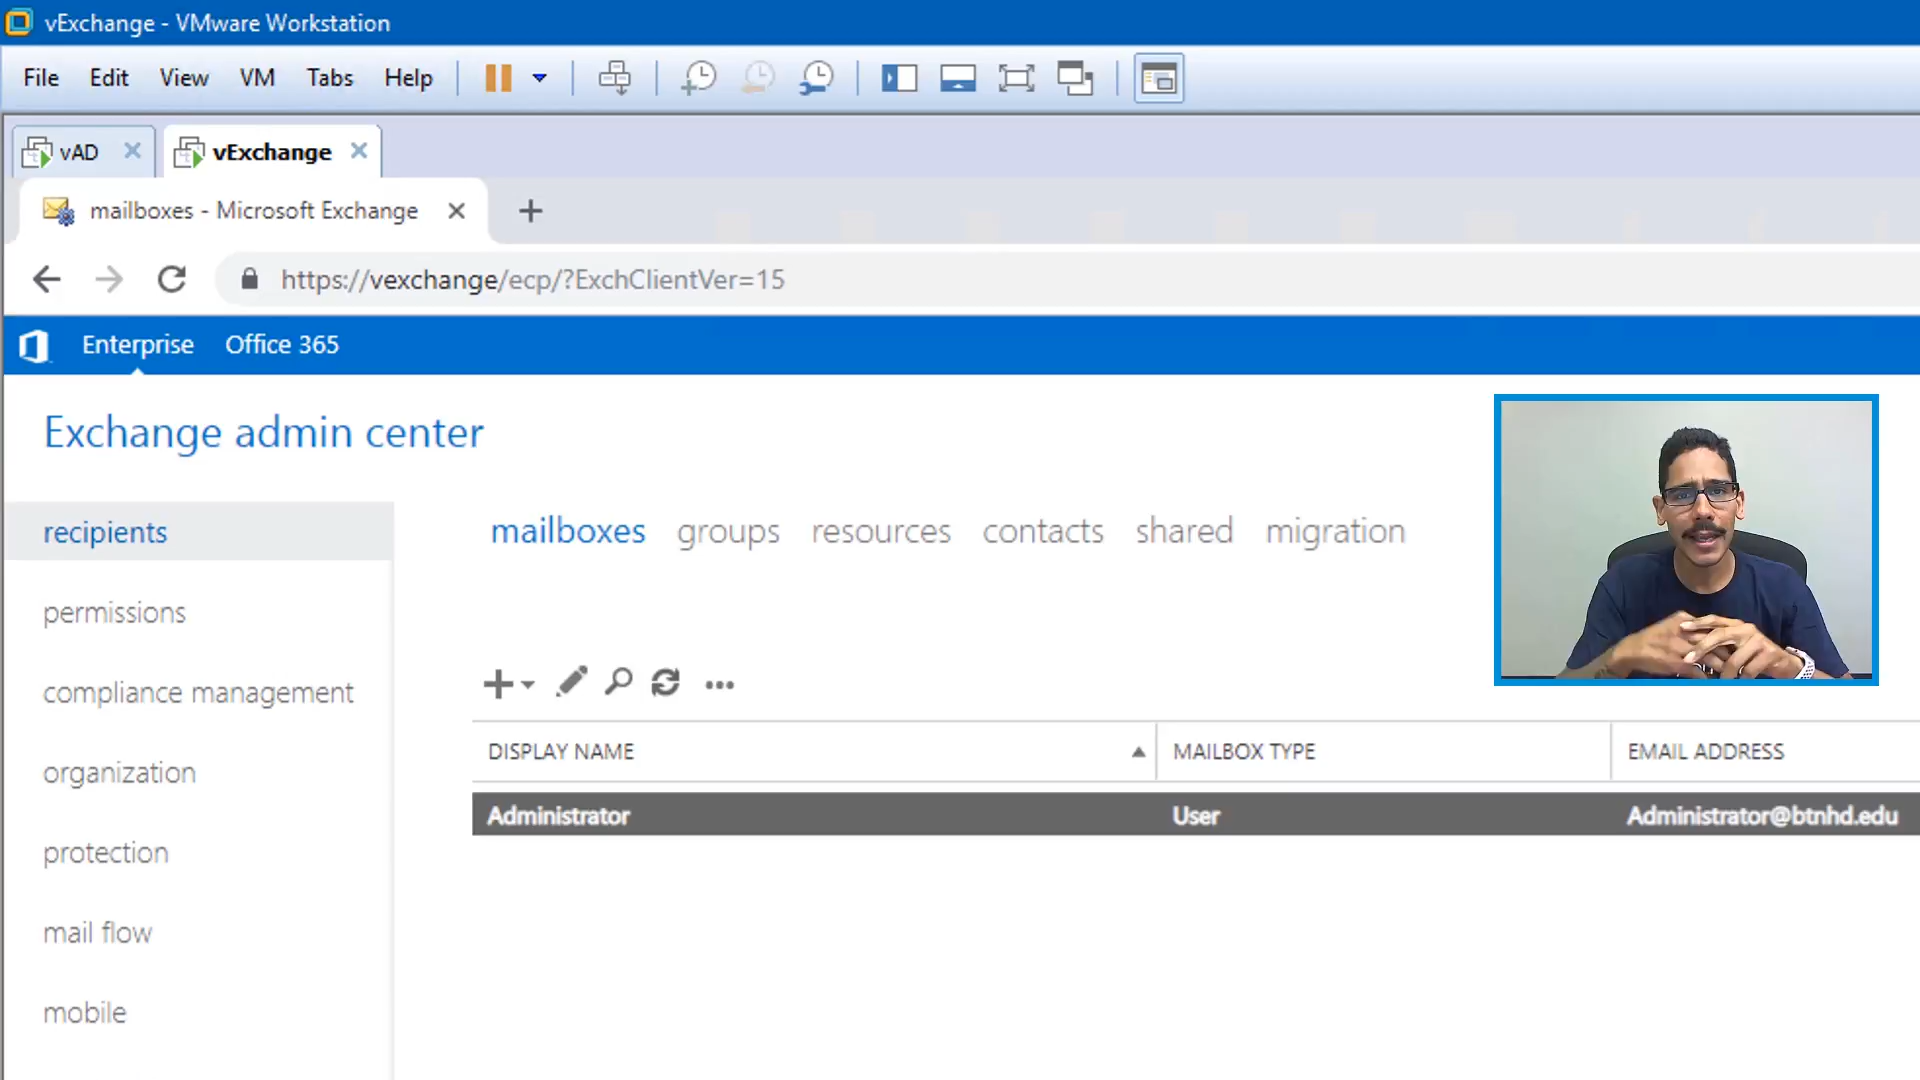 vExchange - VMware Workstation
File Edit View VM Tabs Help
vAD vExchange
mailboxes - Microsoft Exchange
https://vexchange/ecp/?ExchClientVer=15
Enterprise Office 365
Exchange admin center
recipients
permissions
compliance management
organization
protection
mail flow
mobile
mailboxes groups resources contacts shared migration
DISPLAY NAME MAILBOX TYPE EMAIL ADDRESS
Administrator User Administrator@btnhd.edu